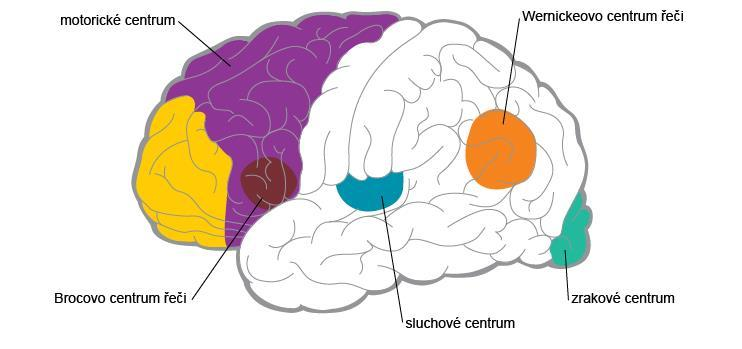 motorické centrum
Wernickeovo centrum řeči
Brocovo centrum řeči
zrakové centrum
sluchové centrum